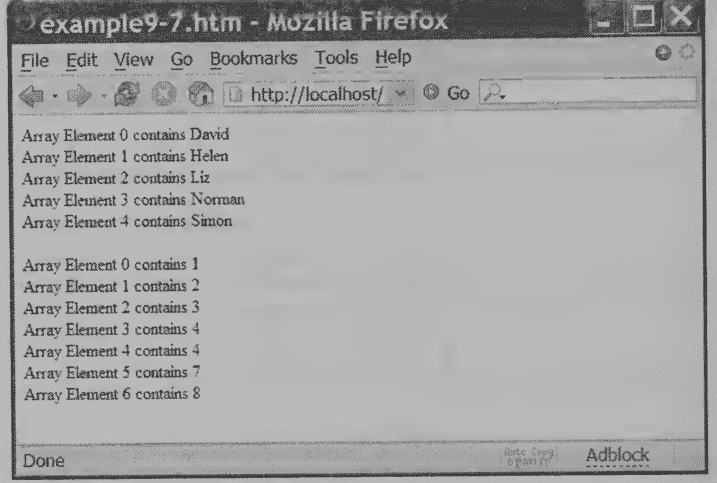 example9-7.htm - Mozilla Firefox
File Edit View Go Bookmarks Tools Help
http://localhost/ Go
Array Element 0 contains David
Array Element 1 contains Helen
Array Element 2 contains Liz
Array Element 3 contains Norman
Array Element 4 contains Simon
Array Element 0 contains 1
Array Element 1 contains 2
Array Element 2 contains 3
Array Element 3 contains 4
Array Element 4 contains 4
Array Element 5 contains 7
Array Element 6 contains 8
Done Adblock